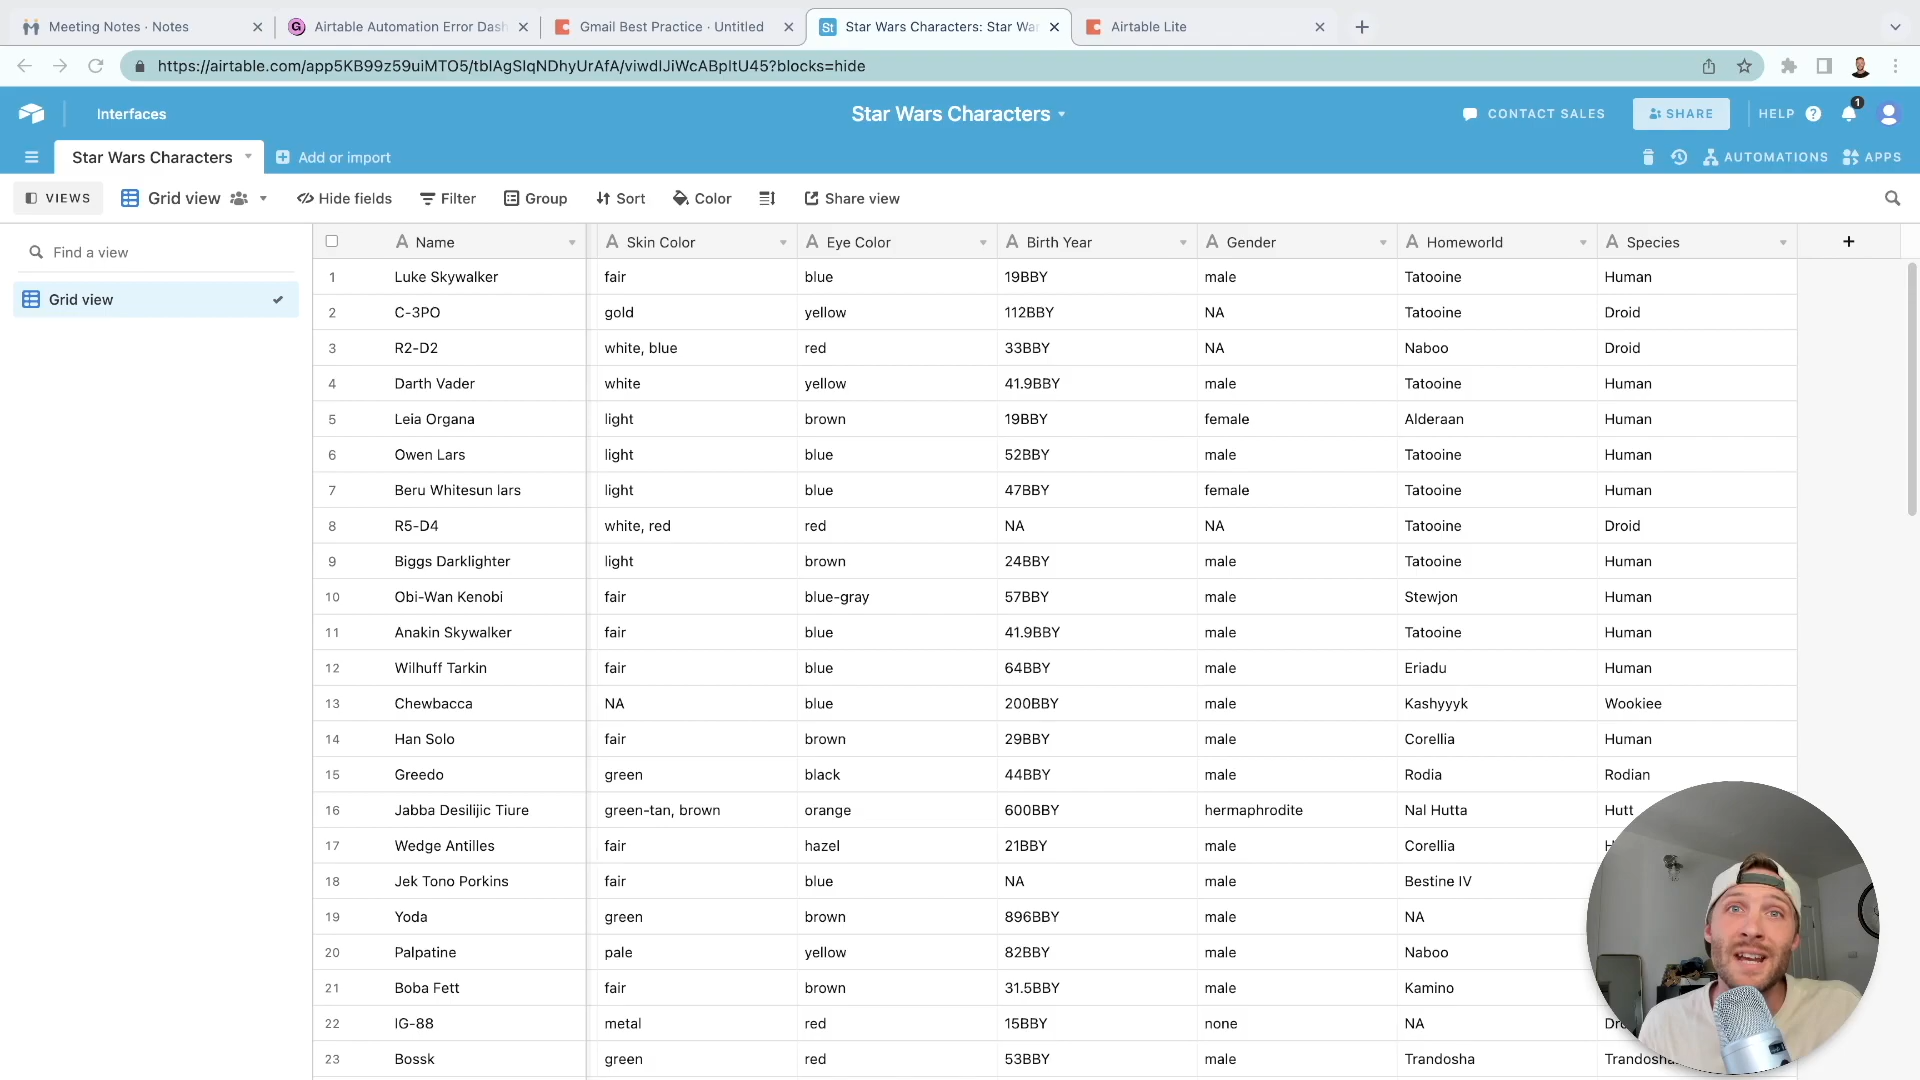 Meeting Notes · Notes
Airtable Automation Error Dash
Gmail Best Practice · Untitled
St Star Wars Characters: Star Wa
Airtable Lite
https://airtable.com/app5KB99z59uiMTO5/tblAgSlqNDhyUrAfA/viwdlJiWcABpItU45?blocks=hide
Interfaces
Star Wars Characters
CONTACT SALES
SHARE
HELP
1
Star Wars Characters
Add or import
AUTOMATIONS
APPS
VIEWS
Grid view
Hide fields
Filter
Group
Sort
Color
Share view
Find a view
Grid view
Name Skin Color Eye Color Birth Year Gender Homeworld Species
1 Luke Skywalker fair blue 19BBY male Tatooine Human
2 C-3PO gold yellow 112BBY NA Tatooine Droid
3 R2-D2 white, blue red 33BBY NA Naboo Droid
4 Darth Vader white yellow 41.9BBY male Tatooine Human
5 Leia Organa light brown 19BBY female Alderaan Human
6 Owen Lars light blue 52BBY male Tatooine Human
7 Beru Whitesun lars light blue 47BBY female Tatooine Human
8 R5-D4 white, red red NA NA Tatooine Droid
9 Biggs Darklighter light brown 24BBY male Tatooine Human
10 Obi-Wan Kenobi fair blue-gray 57BBY male Stewjon Human
11 Anakin Skywalker fair blue 41.9BBY male Tatooine Human
12 Wilhuff Tarkin fair blue 64BBY male Eriadu Human
13 Chewbacca NA blue 200BBY male Kashyyyk Wookiee
14 Han Solo fair brown 29BBY male Corellia Human
15 Greedo green black 44BBY male Rodia Rodian
16 Jabba Desilijic Tiure green-tan, brown orange 600BBY hermaphrodite Nal Hutta Hutt
17 Wedge Antilles fair hazel 21BBY male Corellia
18 Jek Tono Porkins fair blue NA male Bestine IV
19 Yoda green brown 896BBY male NA
20 Palpatine pale yellow 82BBY male Naboo
21 Boba Fett fair brown 31.5BBY male Kamino
22 IG-88 metal red 15BBY none NA
23 Bossk green red 53BBY male Trandosha